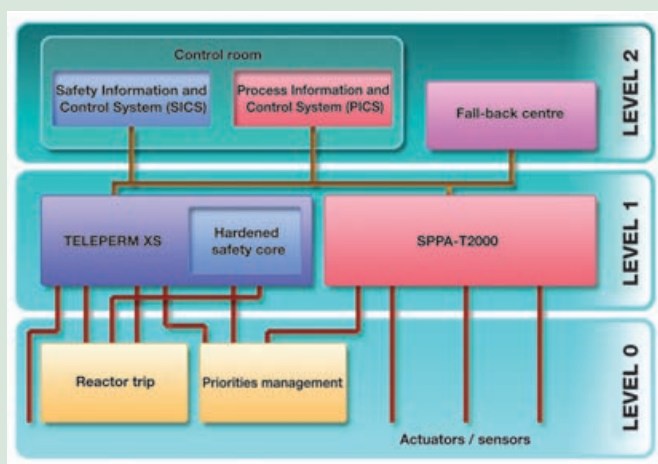 Control room
Safety Information and
Control System (SICS)
Process Information and
Control System (PICS)
Fall-back centre
LEVEL 2
TELEPERM XS
Hardened
safety core
SPPA-T2000
LEVEL 1
Reactor trip
Priorities management
Actuators / sensors
LEVEL 0